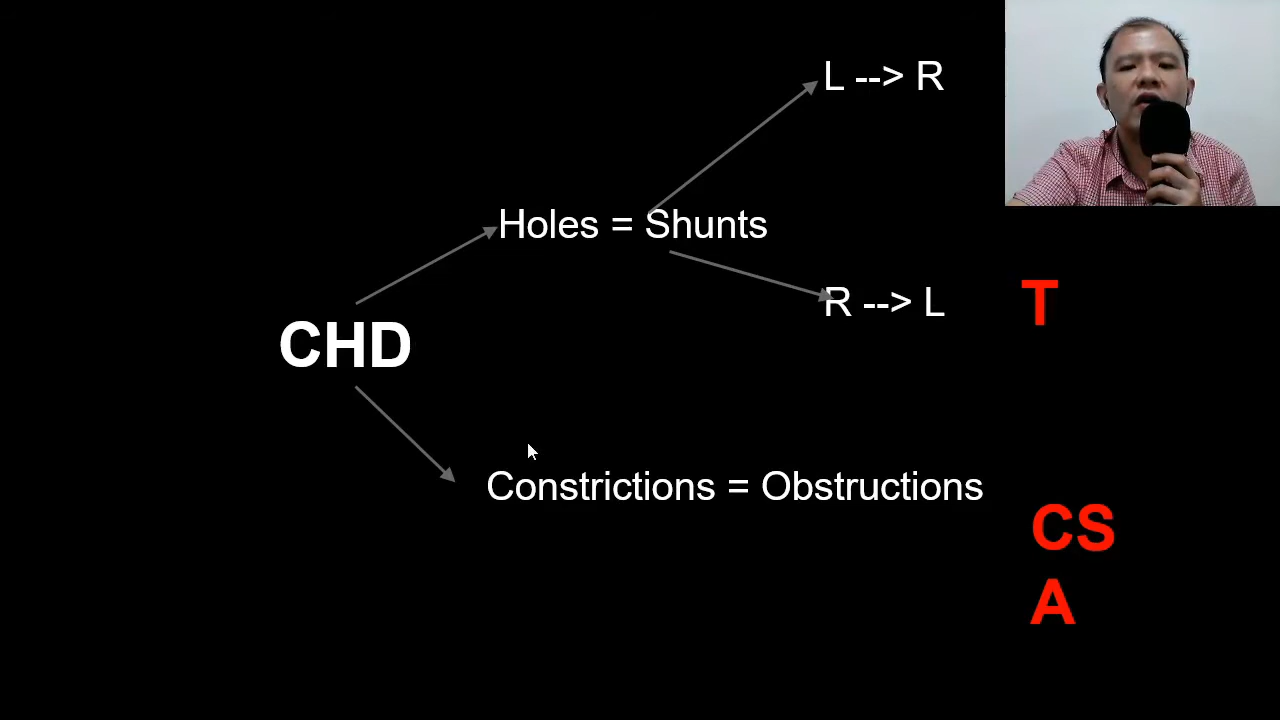 L --> R
Holes = Shunts
R --> L
T
CHD
Constrictions = Obstructions
CS
A